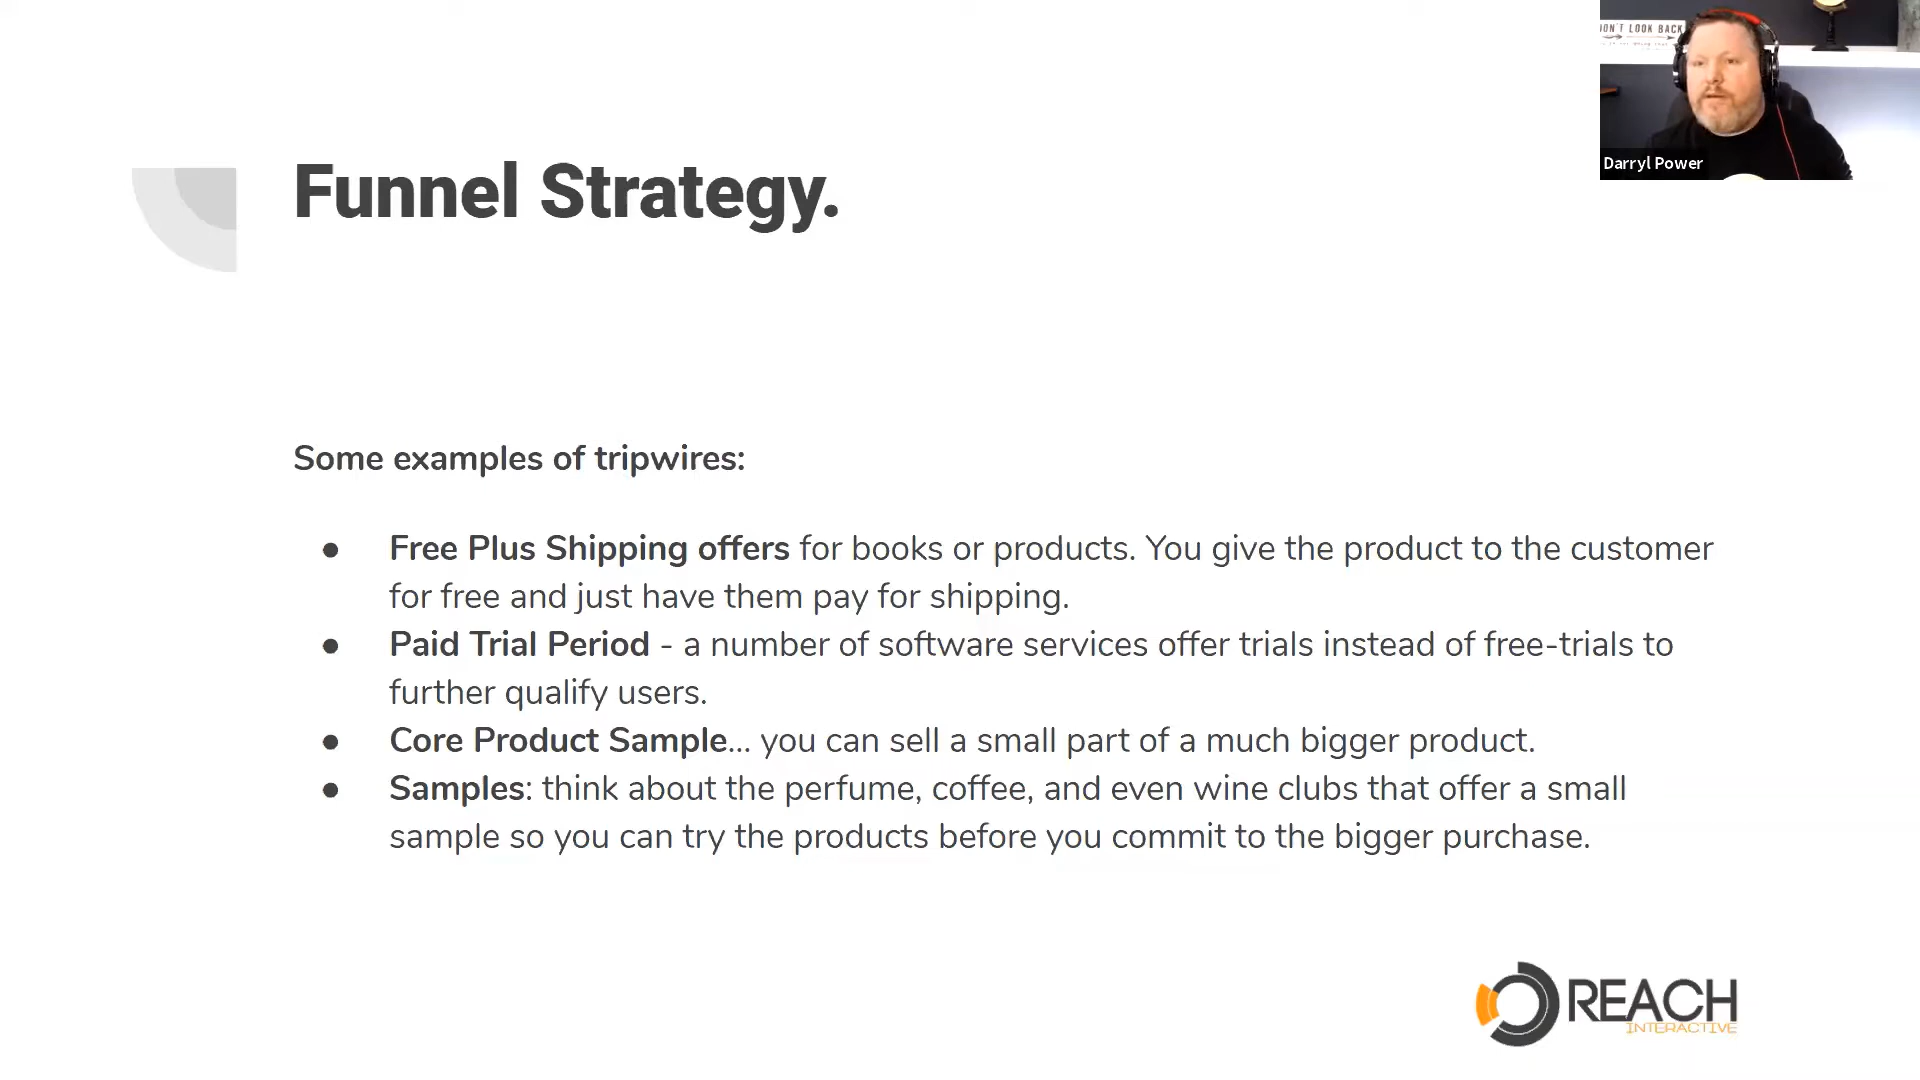 DON'T LOOK BACK
Darryl Power
Funnel Strategy.
Some examples of tripwires:
● Free Plus Shipping offers for books or products. You give the product to the customer
for free and just have them pay for shipping.
● Paid Trial Period - a number of software services offer trials instead of free-trials to
further qualify users.
● Core Product Sample... you can sell a small part of a much bigger product.
● Samples: think about the perfume, coffee, and even wine clubs that offer a small
sample so you can try the products before you commit to the bigger purchase.
REACH
INTERACTIVE